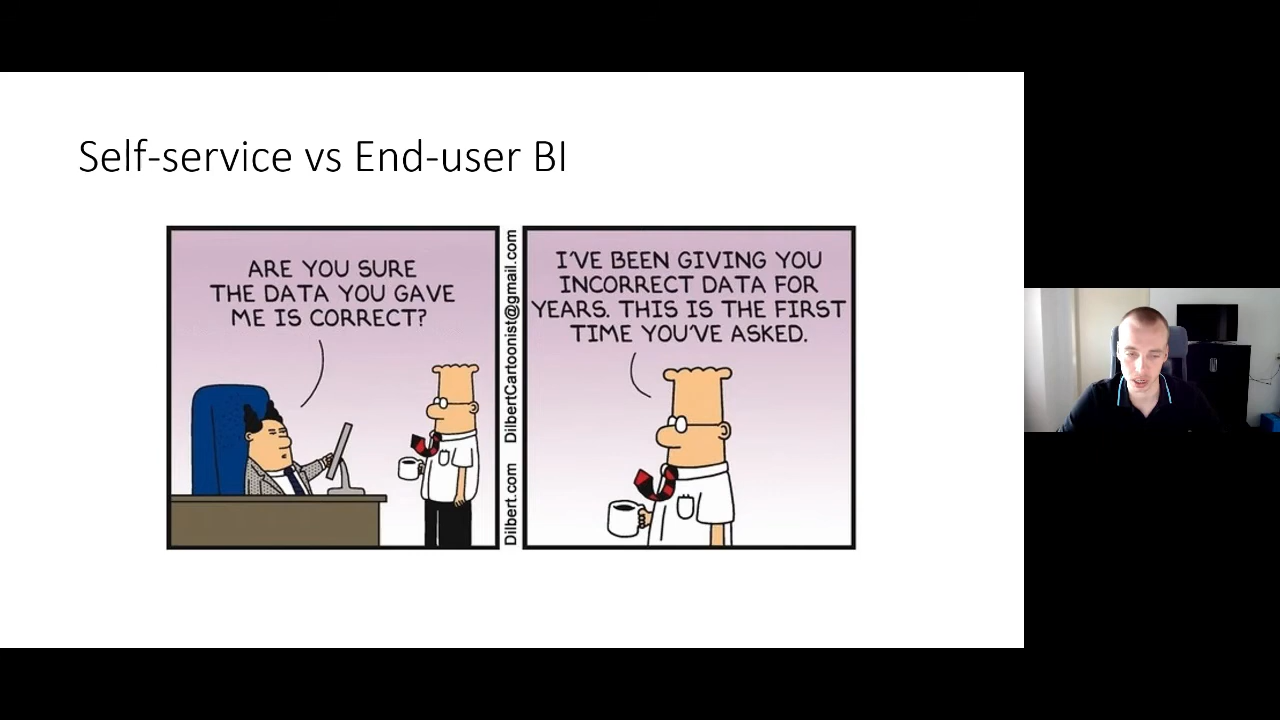 Self-service vs End-user BI
ARE YOU SURE
THE DATA YOU GAVE
ME IS CORRECT?
Dilbert.com DilbertCartoonist@gmail.com
I'VE BEEN GIVING YOU
INCORRECT DATA FOR
YEARS. THIS IS THE FIRST
TIME YOU'VE ASKED.